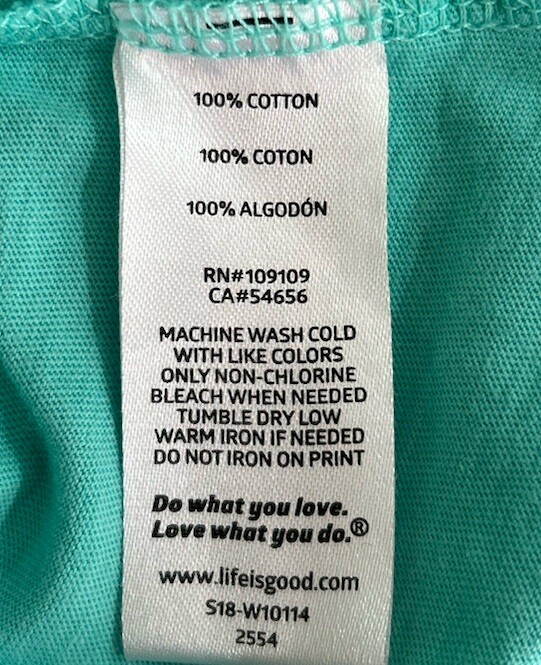 100% COTTON
100% COTON
100% ALGODÓN
RN#109109
CA#54656
MACHINE WASH COLD
WITH LIKE COLORS
ONLY NON-CHLORINE
BLEACH WHEN NEEDED
TUMBLE DRY LOW
WARM IRON IF NEEDED
DO NOT IRON ON PRINT
Do what you love.
Love what you do.®
www.lifeisgood.com
S18-W10114
2554